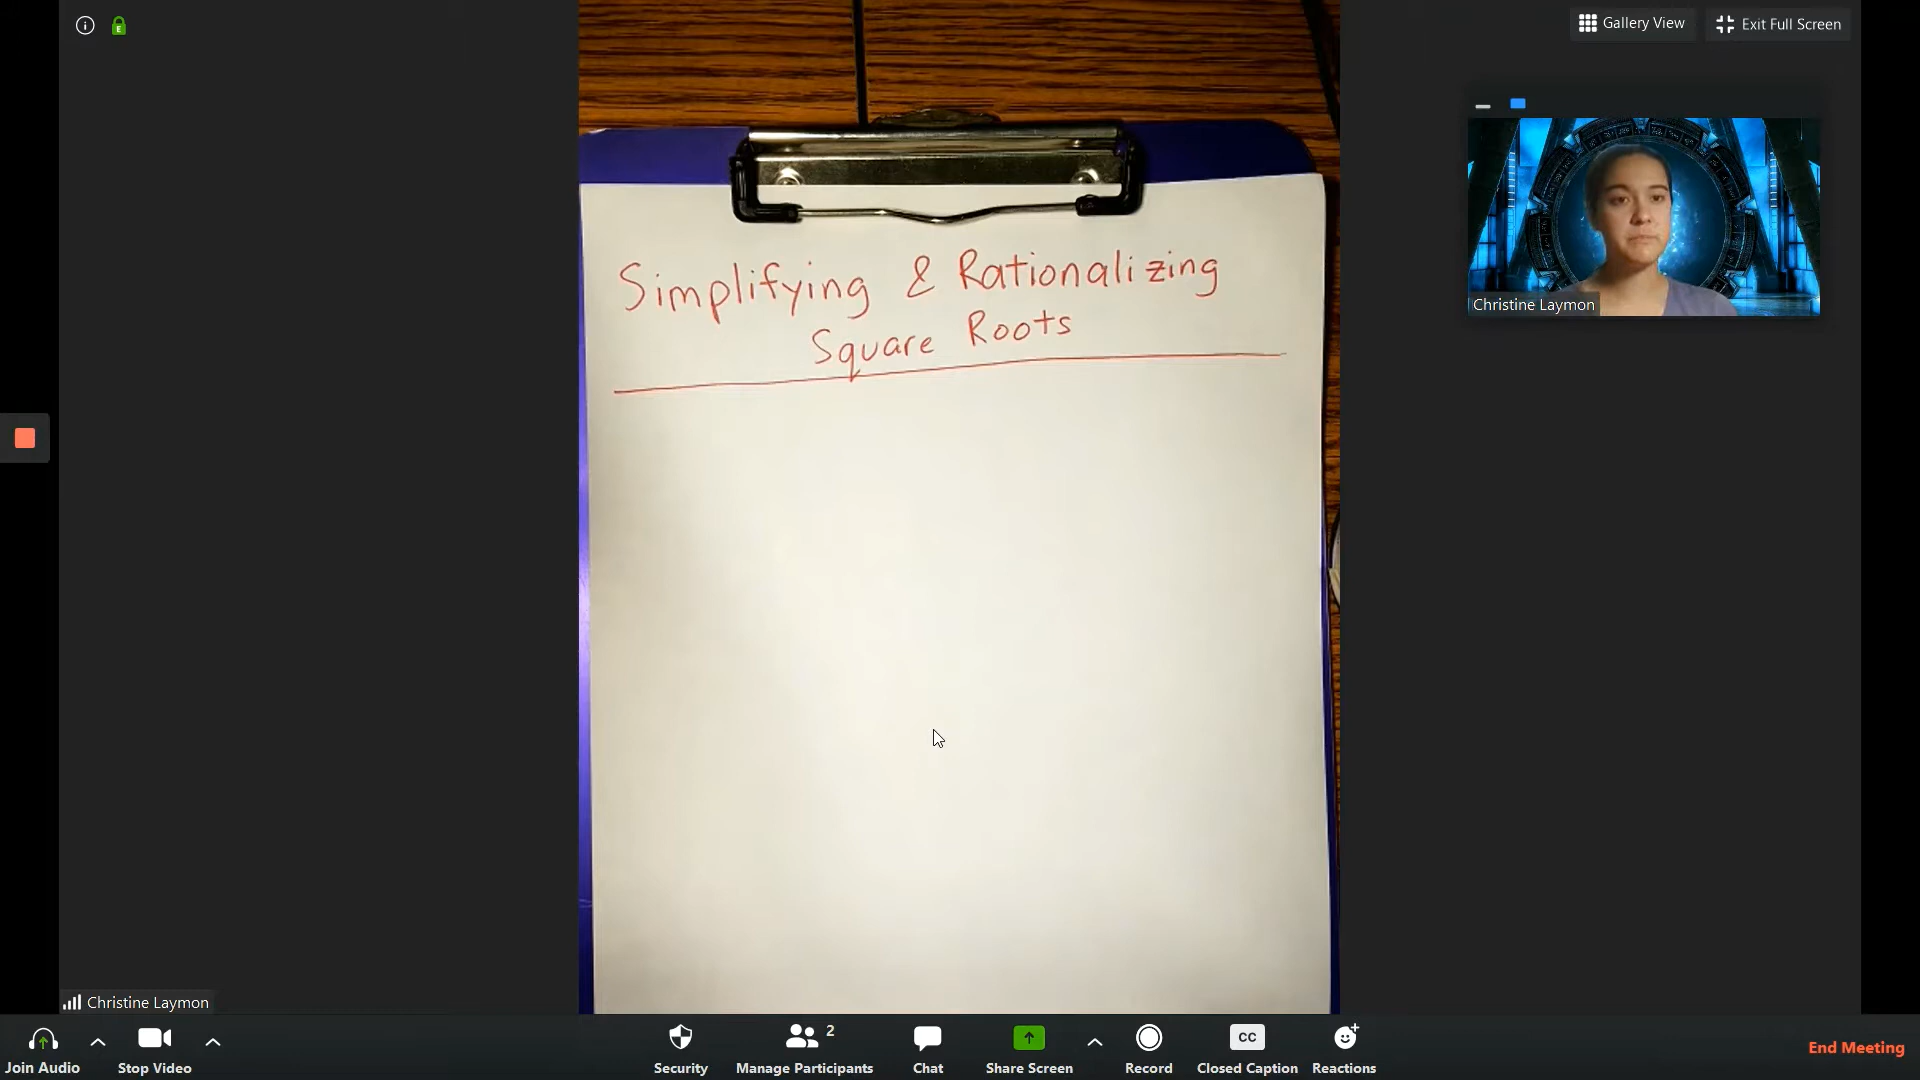 Gallery View
Exit Full Screen
Christine Laymon
Simplifying & Rationalizing
Square Roots
Christine Laymon
Join Audio
Stop Video
Security
2
Manage Participants
Chat
Share Screen
Record
CC
Closed Caption
Reactions
End Meeting